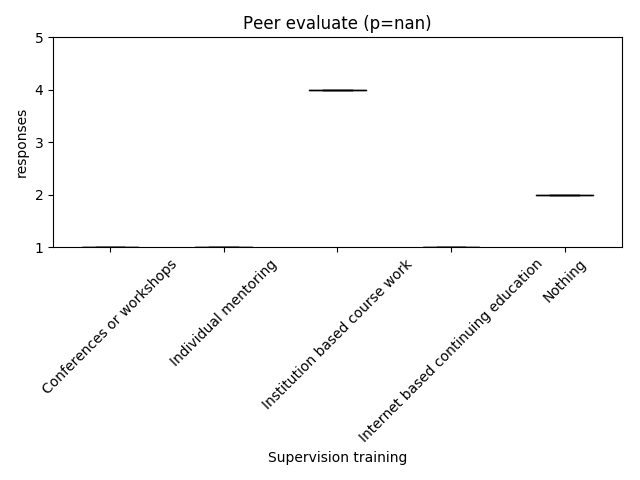 Peer evaluate (p=nan)
responses
5
4
3
2
1
Conferences or workshops
Individual mentoring
Institution based course work
Internet based continuing education
Nothing
Supervision training